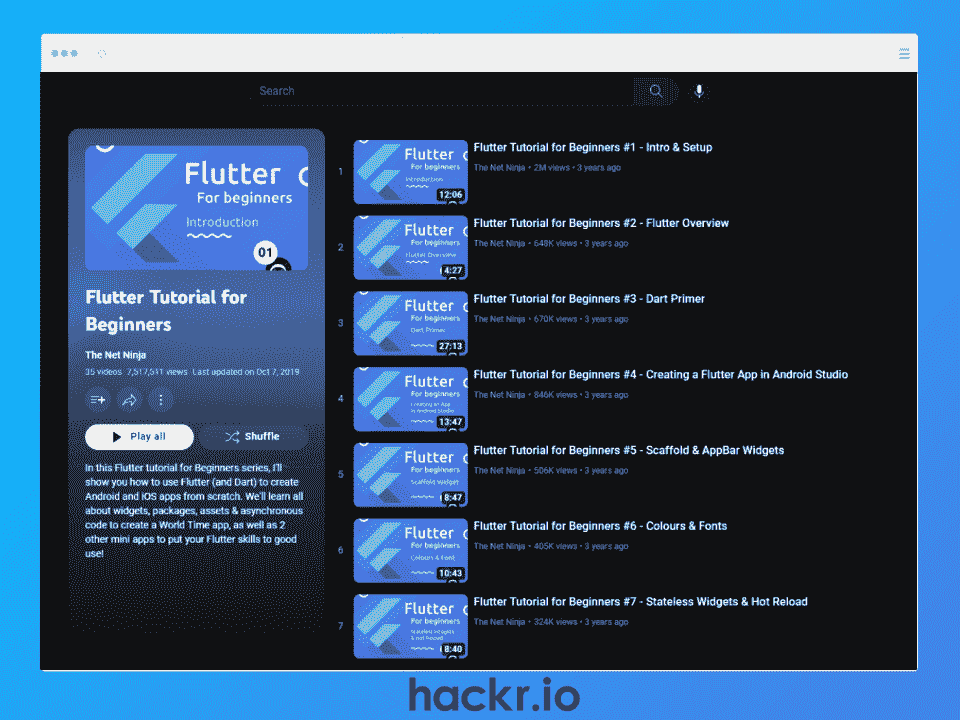 Search
Flutter
For beginners
Introduction
01
Flutter Tutorial for
Beginners
The Net Ninja
35 videos 7,517,511 views Last updated on Oct 7, 2019
Play all
Shuffle
In this Flutter tutorial for Beginners series, I'll
show you how to use Flutter (and Dart) to create
Android and iOS apps from scratch. We'll learn all
about widgets, packages, assets & asynchronous
code to create a World Time app, as well as 2
other mini apps to put your Flutter skills to good
use!
1
Flutter
For beginners
Introduction
12:06
Flutter Tutorial for Beginners #1 - Intro & Setup
The Net Ninja • 2M views • 3 years ago
2
Flutter
For beginners
Flutter Overview
4:27
Flutter Tutorial for Beginners #2 - Flutter Overview
The Net Ninja • 640K views • 3 years ago
3
Flutter
For beginners
Dart Primer
27:13
Flutter Tutorial for Beginners #3 - Dart Primer
The Net Ninja • 670K views • 3 years ago
4
Flutter
For beginners
Creating an App
in Android Studio
13:47
Flutter Tutorial for Beginners #4 - Creating a Flutter App in Android Studio
The Net Ninja • 846K views • 3 years ago
5
Flutter
For beginners
Scaffold Widget
8:47
Flutter Tutorial for Beginners #5 - Scaffold & AppBar Widgets
The Net Ninja • 506K views • 3 years ago
6
Flutter
For beginners
Colours & Font
10:43
Flutter Tutorial for Beginners #6 - Colours & Fonts
The Net Ninja • 405K views • 3 years ago
7
Flutter
For beginners
Stateless Widgets
& Hot Reload
8:40
Flutter Tutorial for Beginners #7 - Stateless Widgets & Hot Reload
The Net Ninja • 324K views • 3 years ago
hackr.io